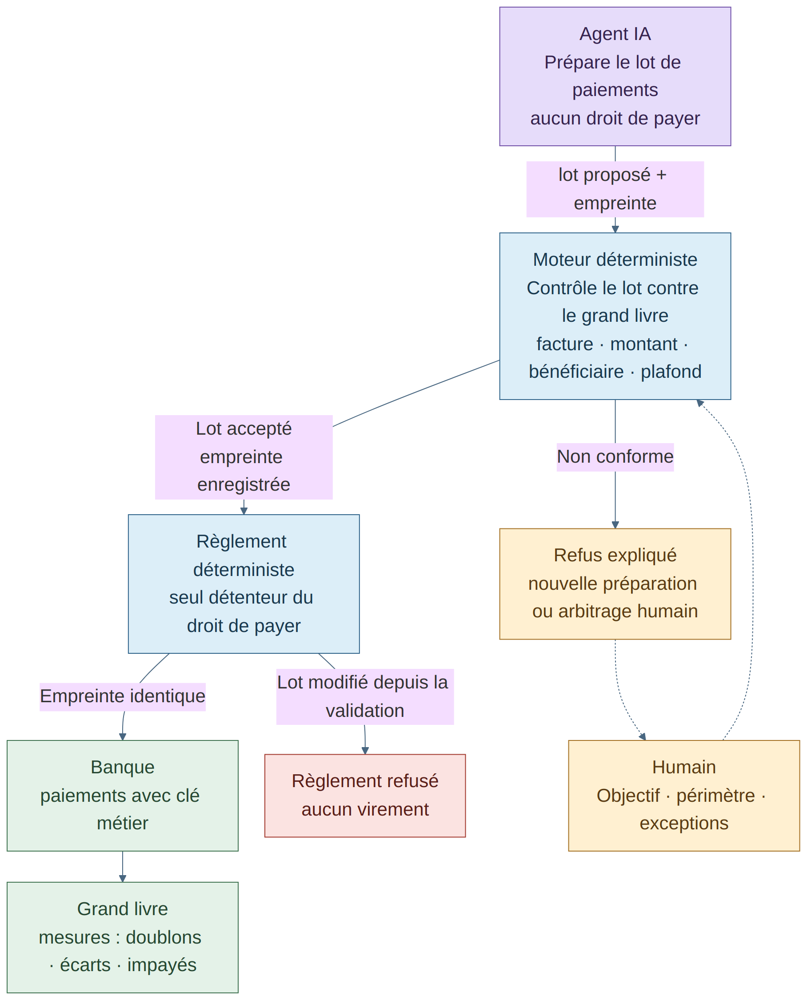 Agent IA
Prépare le lot de
paiements
aucun droit de payer
lot proposé +
empreinte
Moteur déterministe
Contrôle le lot contre
le grand livre
facture · montant ·
bénéficiaire · plafond
Lot accepté
empreinte
enregistrée
Non conforme
Règlement
déterministe
seul détenteur du
droit de payer
Refus expliqué
nouvelle préparation
ou arbitrage humain
Empreinte identique
Lot modifié depuis la
validation
Banque
paiements avec clé
métier
Règlement refusé
aucun virement
Humain
Objectif · périmètre ·
exceptions
Grand livre
mesures : doublons
· écarts · impayés